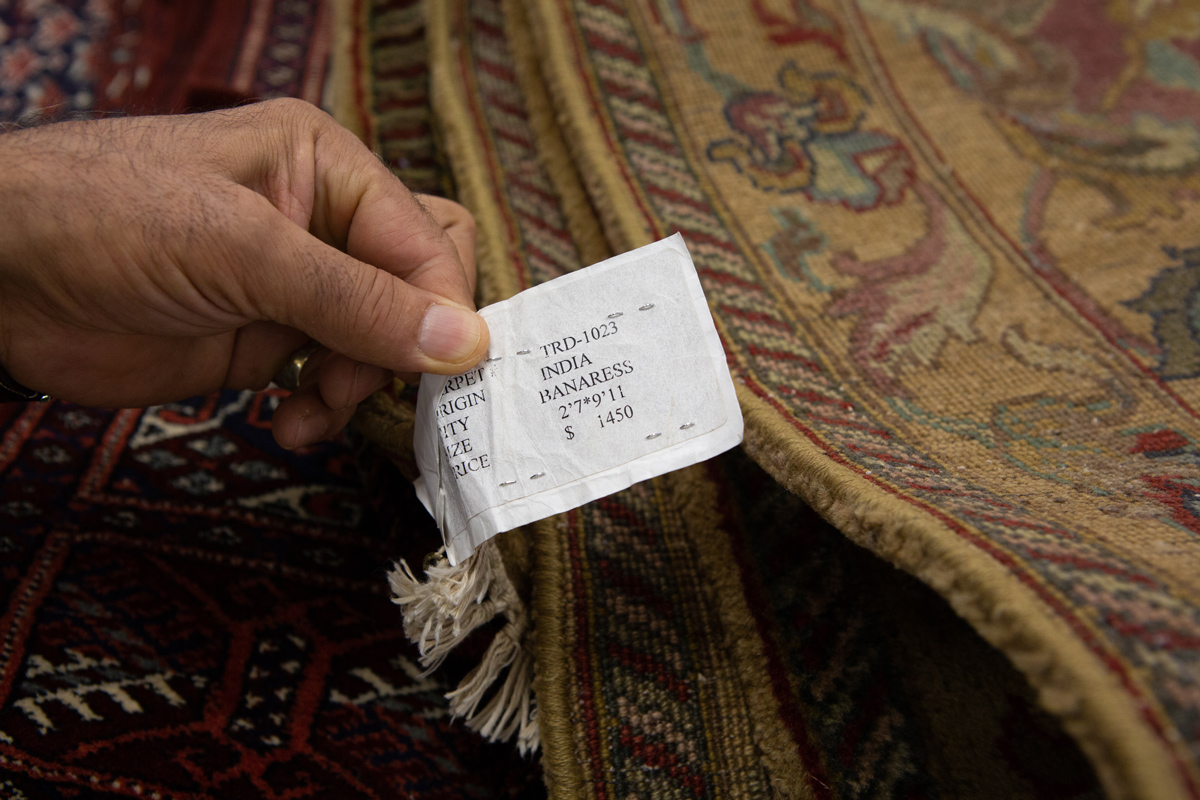 RPET TRD-1023
RIGIN INDIA
ITY BANARESS
IZE 2'7*9'11
RICE $ 1450